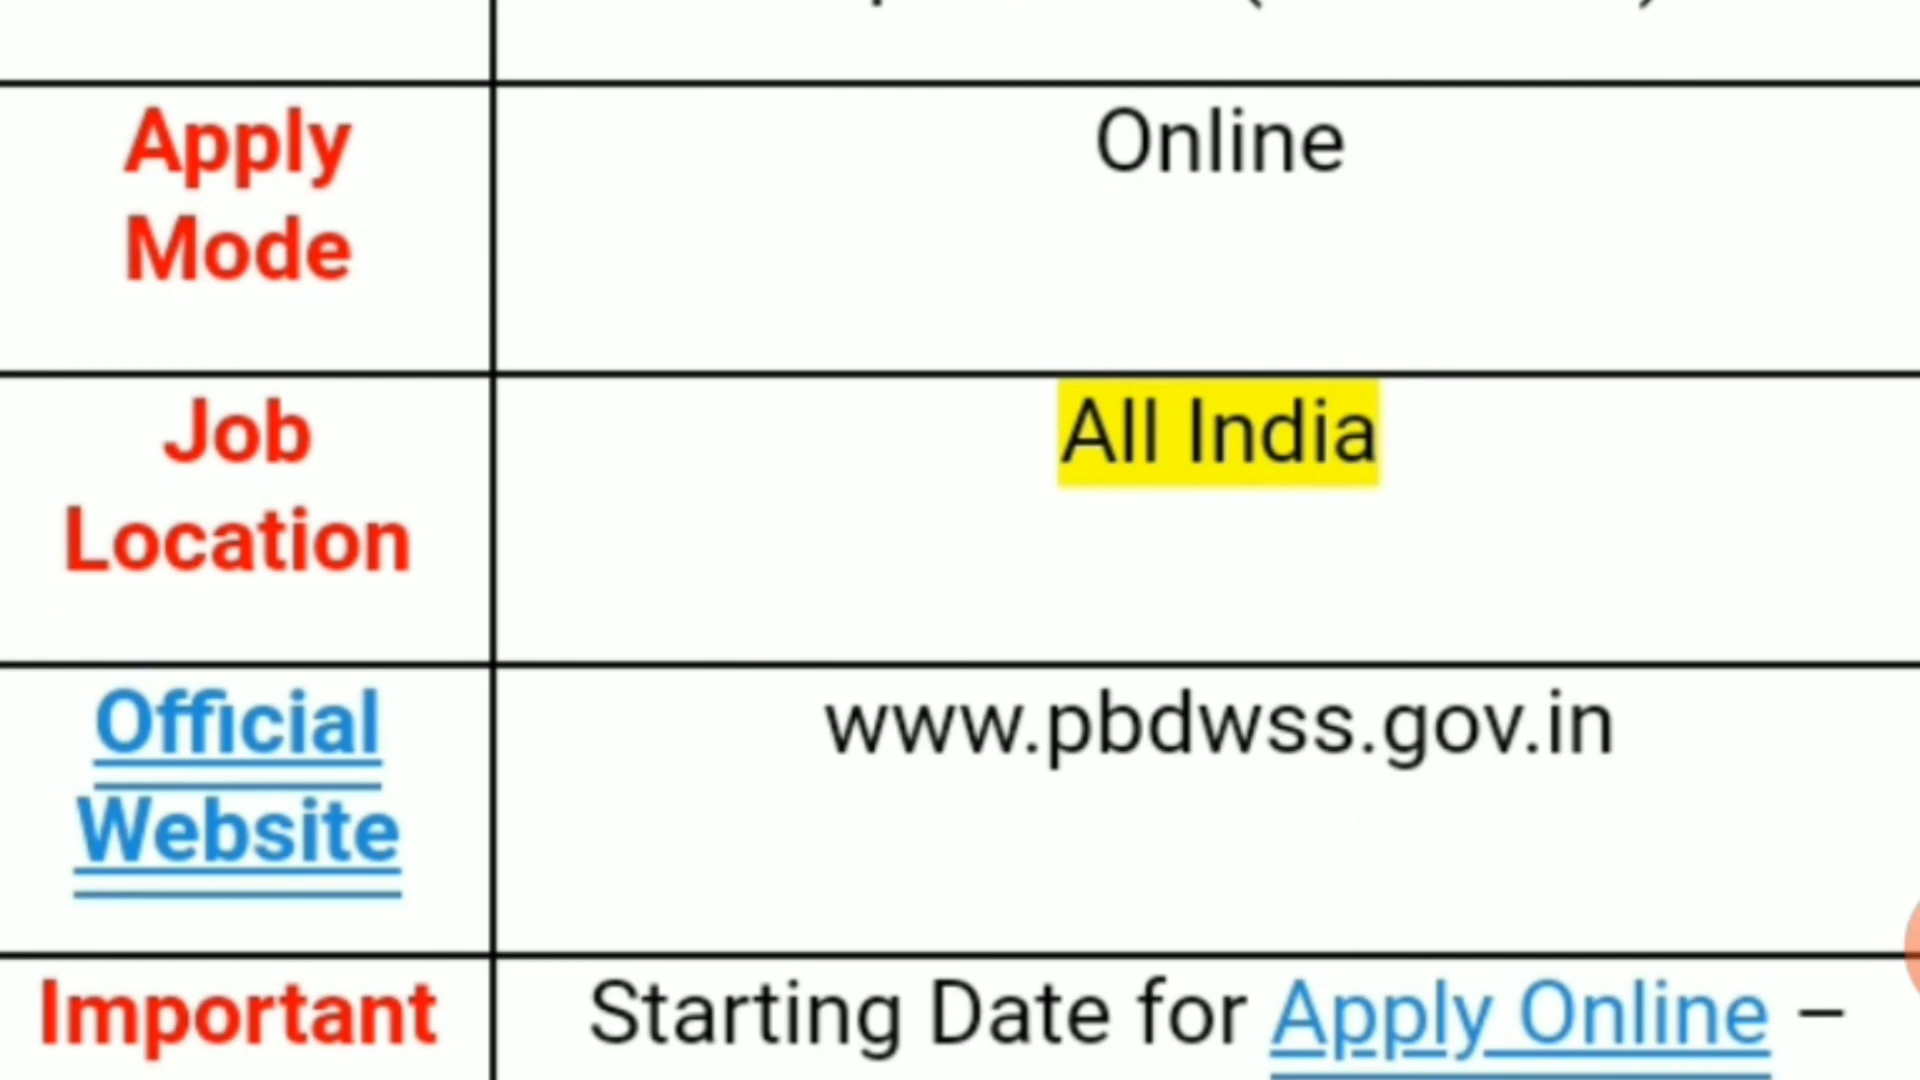 Apply
Mode
Online
Job
Location
All India
Official
Website
www.pbdwss.gov.in
Important
Starting Date for Apply Online –